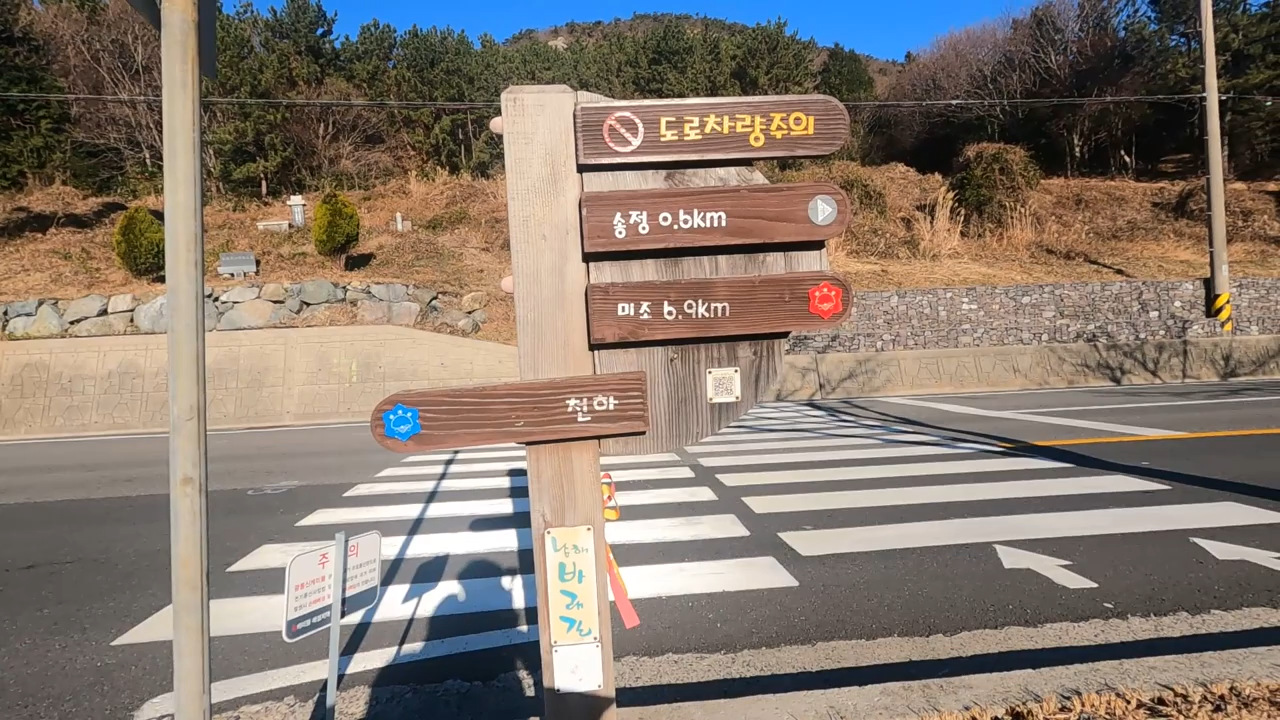 도로차량주의
송정 0.6km
미조 6.9km
천하
남해
바
래
길
주 의